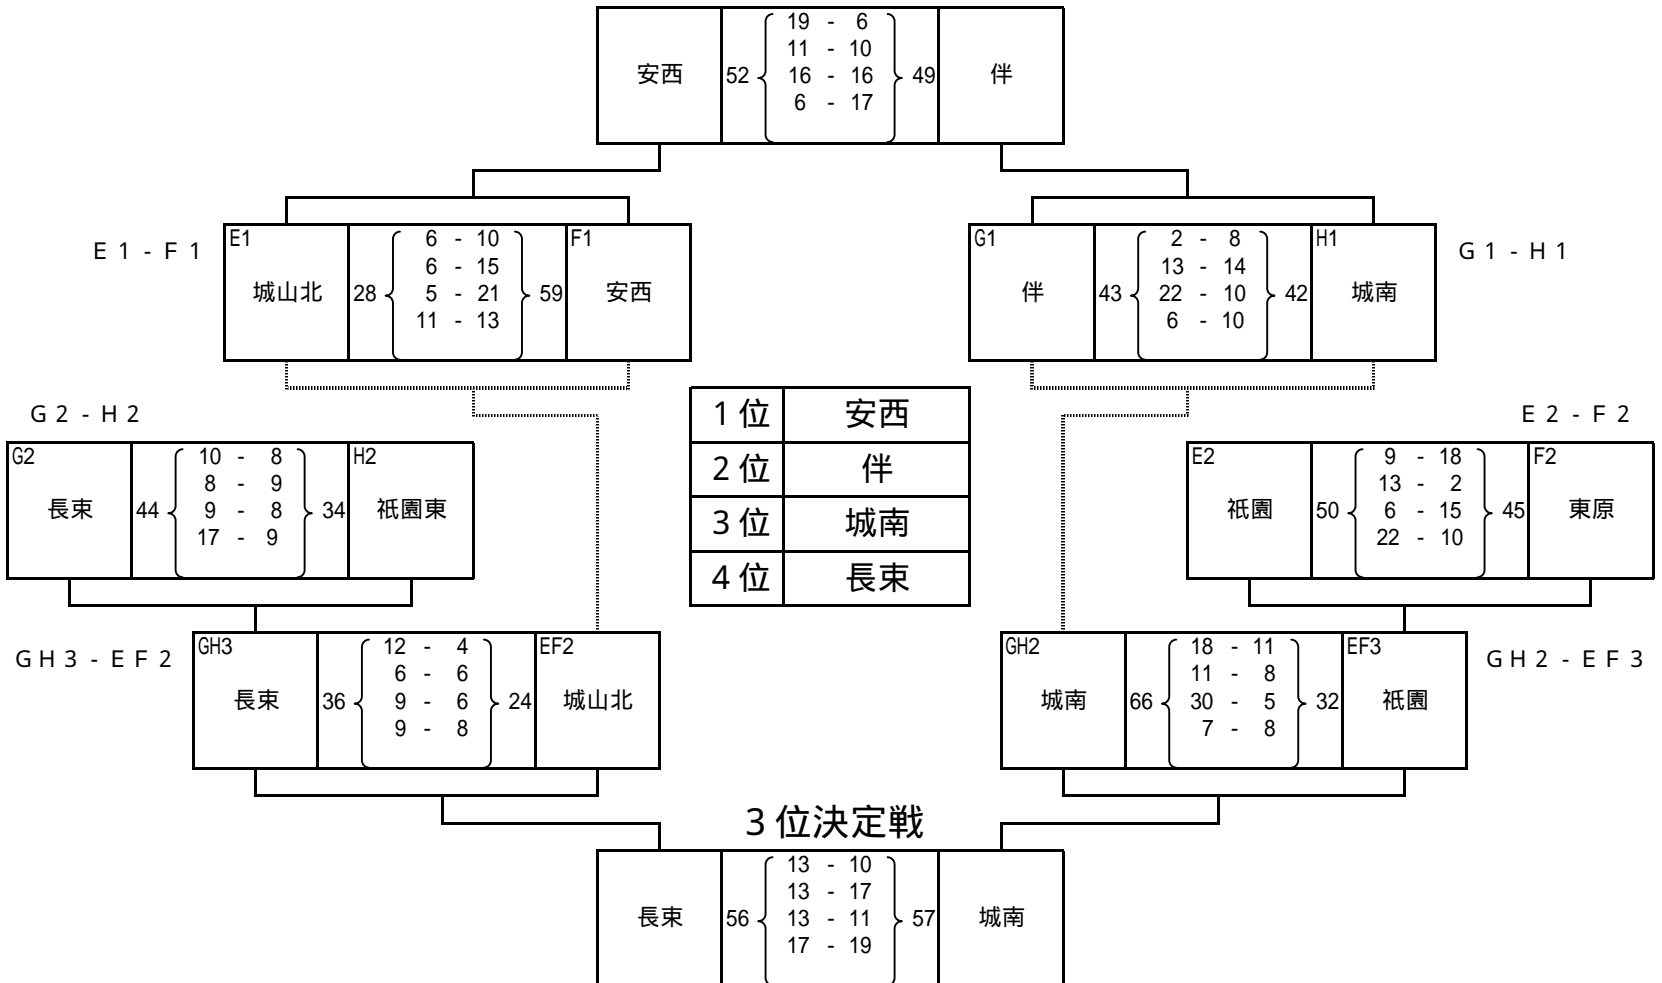 安西 52 19 - 6 49 伴
11 - 10
16 - 16
6 - 17
E1-F1
E1 城山北 28 6 - 10 59 F1 安西
6 - 15
5 - 21
11 - 13
G1 伴 43 2 - 8 42 H1 城南
13 - 14
22 - 10
6 - 10
G1-H1
G2-H2
G2 長束 44 10 - 8 34 H2 祇園東
8 - 9
9 - 8
17 - 9
1位 安西
2位 伴
3位 城南
4位 長束
E2-F2
E2 祇園 50 9 - 18 45 F2 東原
13 - 2
6 - 15
22 - 10
GH3-EF2
GH3 長束 36 12 - 4 24 EF2 城山北
6 - 6
9 - 6
9 - 8
GH2 城南 66 18 - 11 32 EF3 祇園
11 - 8
30 - 5
7 - 8
GH2-EF3
3位決定戦
長束 56 13 - 10 57 城南
13 - 17
13 - 11
17 - 19